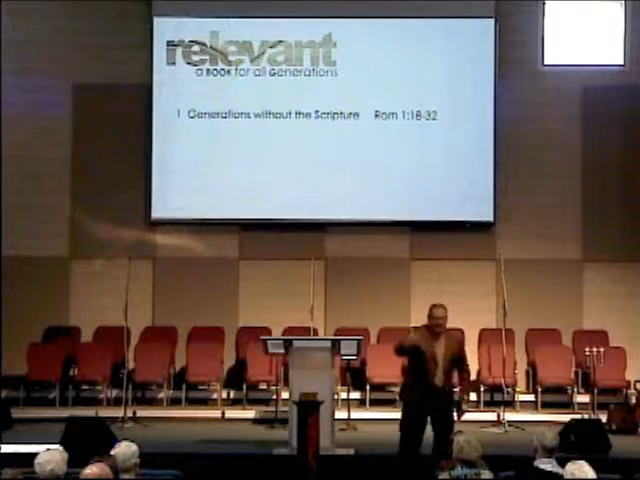 relevant
a BOOK for all Generations
1 Generations without the Scripture Rom 1:18-32